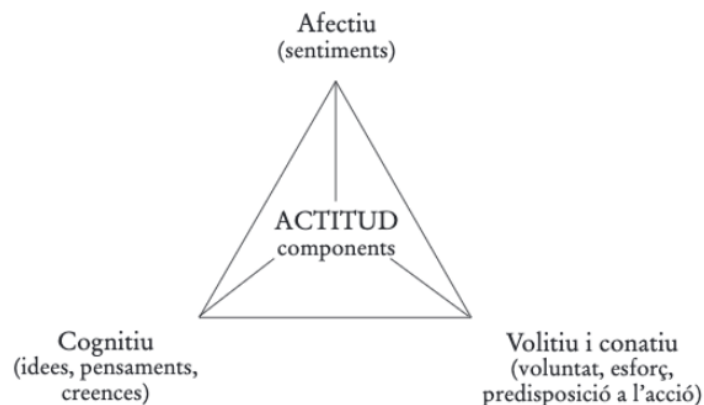 Afectiu
(sentiments)
ACTITUD
components
Cognitiu
(idees, pensaments,
creences)
Volitiu i conatiu
(voluntat, esforç,
predisposició a l'acció)